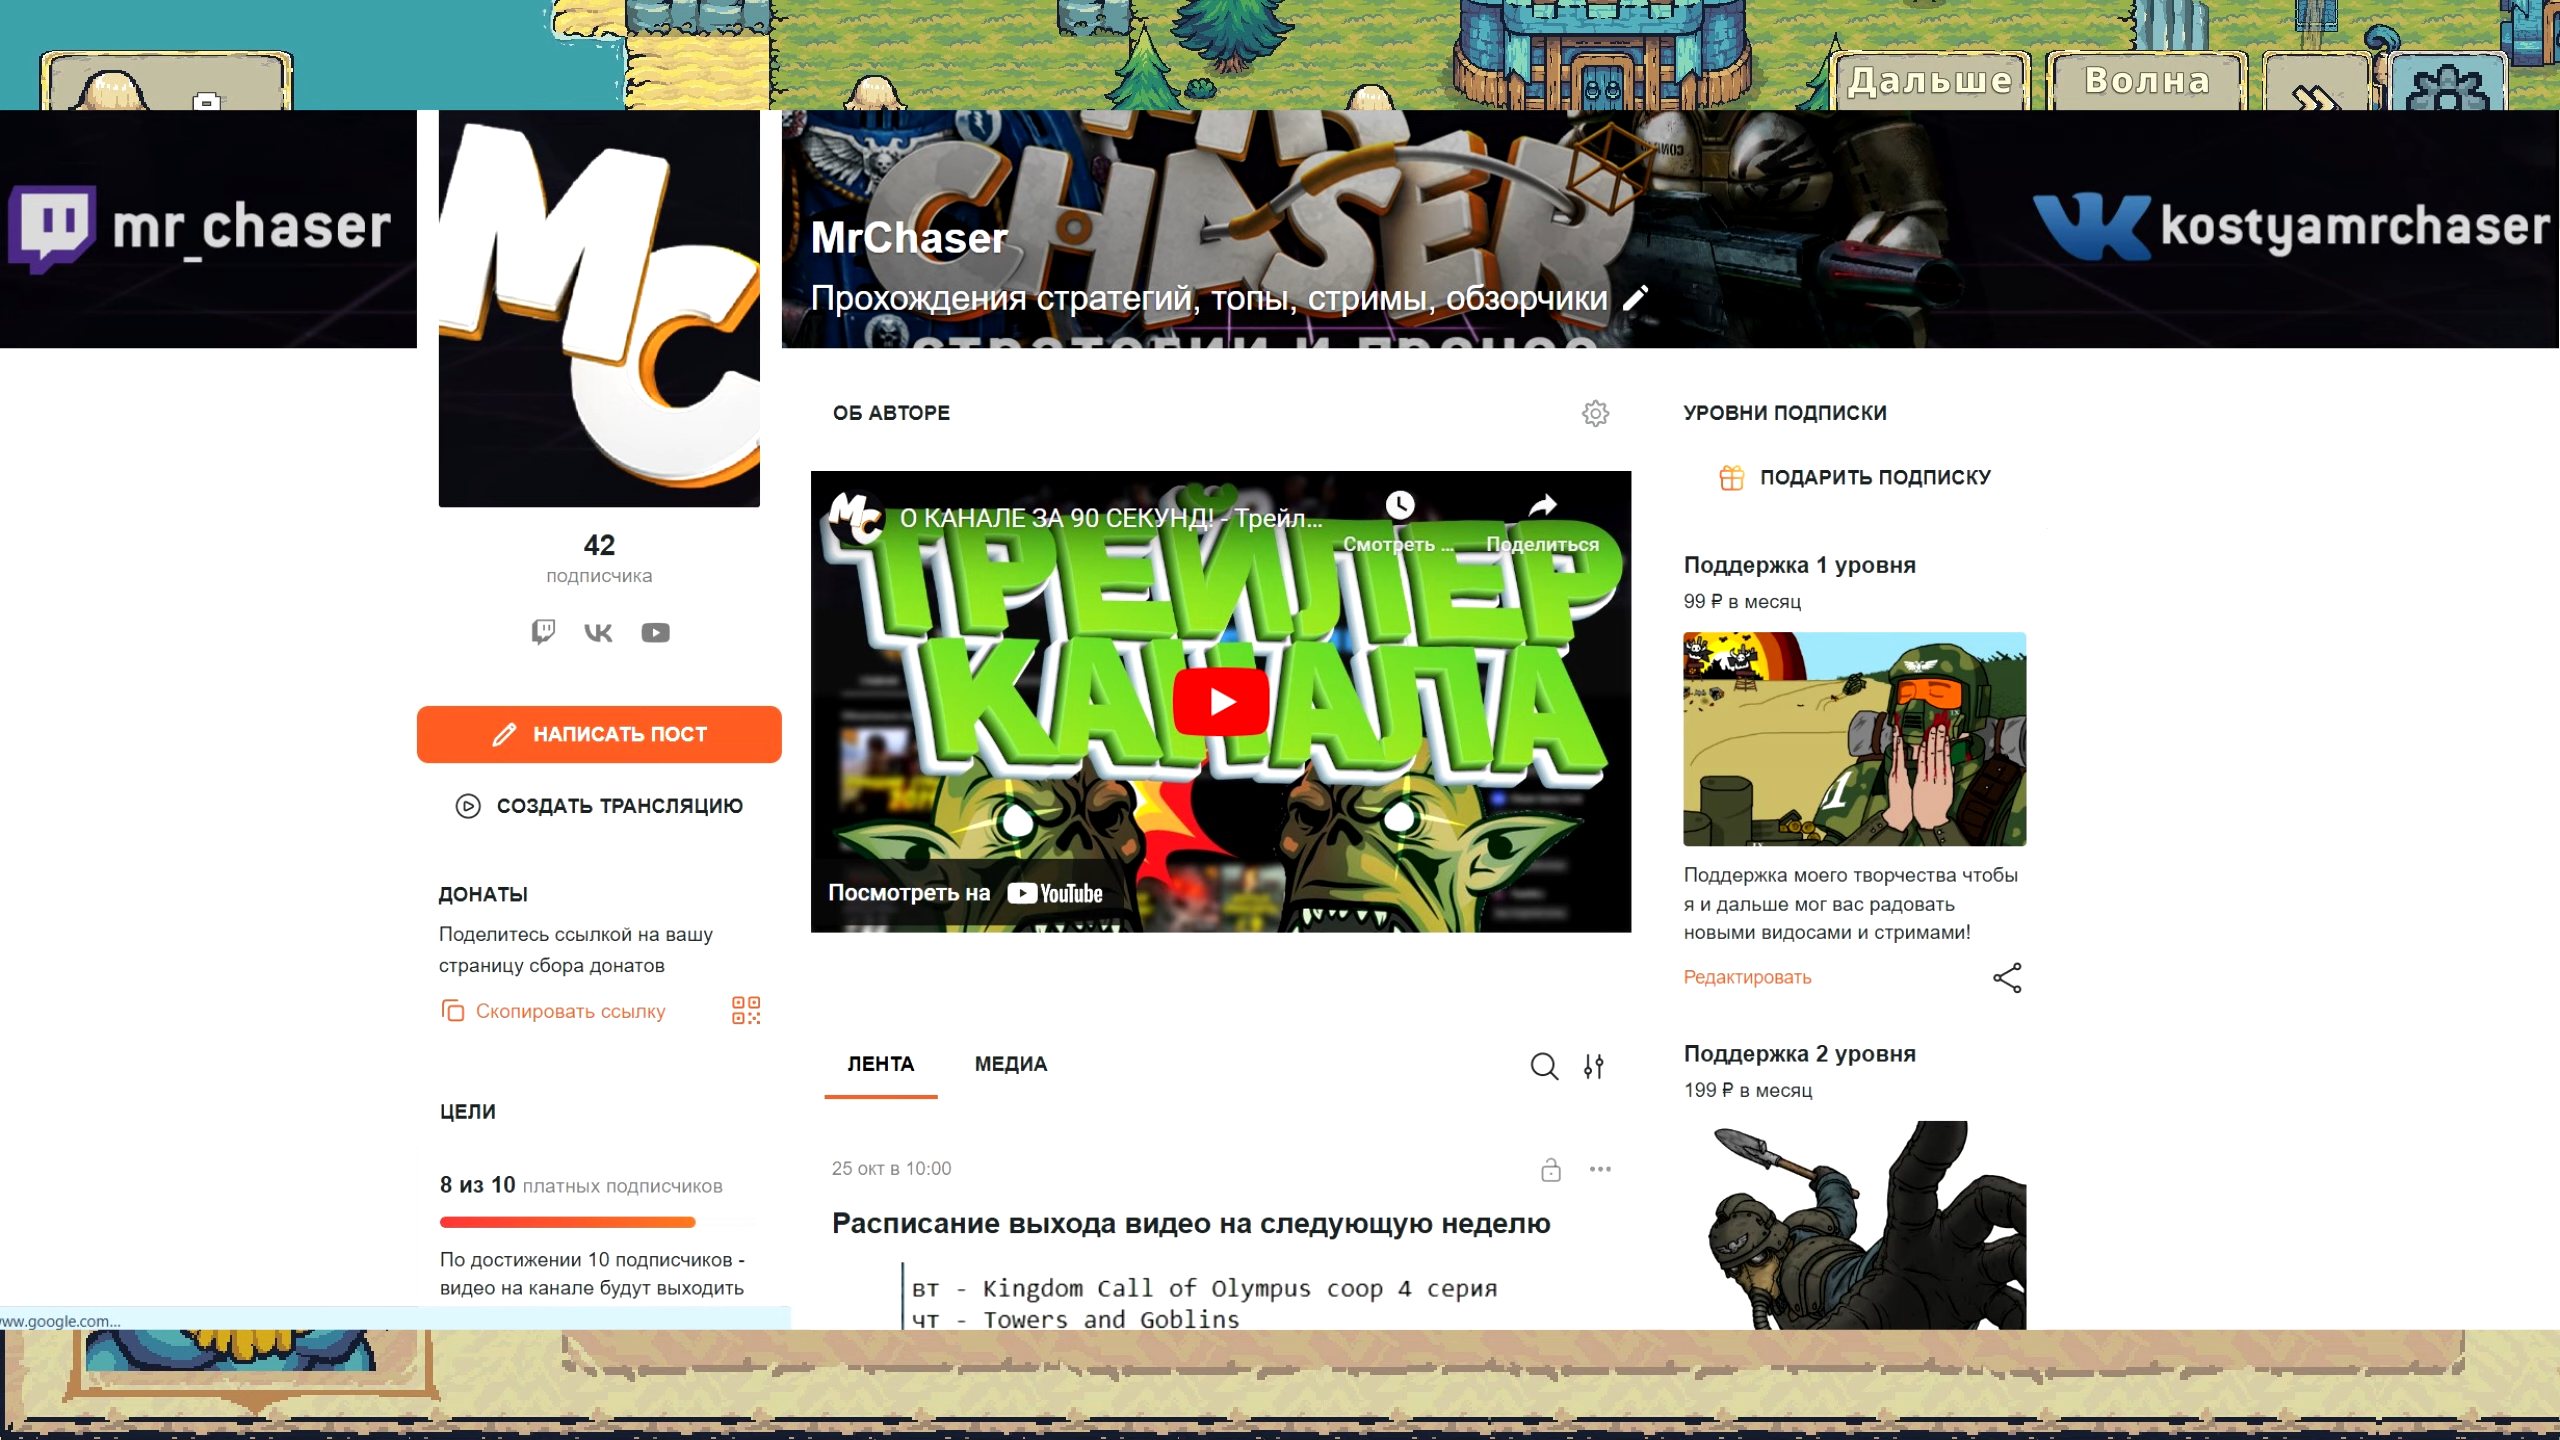 Дальше
Волна
mr_chaser
CHASER
MrChaser
Прохождения стратегий, топы, стримы, обзорчики
kostyamrchaser
42
подписчика
НАПИСАТЬ ПОСТ
СОЗДАТЬ ТРАНСЛЯЦИЮ
ДОНАТЫ
Поделитесь ссылкой на вашу
страницу сбора донатов
Скопировать ссылку
ЦЕЛИ
8 из 10 платных подписчиков
По достижении 10 подписчиков -
видео на канале будут выходить
www.google.com...
ОБ АВТОРЕ
О КАНАЛЕ ЗА 90 СЕКУНД! - Трейл...
Смотреть ...
Поделиться
ТРЕЙЛЕР
КАНАЛА
Посмотреть на YouTube
ЛЕНТА
МЕДИА
25 окт в 10:00
Расписание выхода видео на следующую неделю
вт - Kingdom Call of Olympus coop 4 серия
чт - Towers and Goblins
УРОВНИ ПОДПИСКИ
ПОДАРИТЬ ПОДПИСКУ
Поддержка 1 уровня
99 ₽ в месяц
Поддержка моего творчества чтобы
я и дальше мог вас радовать
новыми видосами и стримами!
Редактировать
Поддержка 2 уровня
199 ₽ в месяц